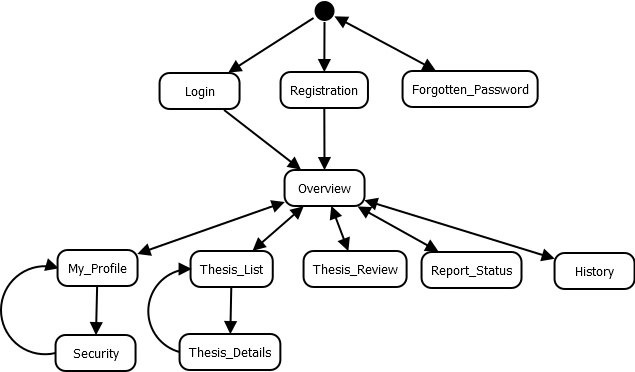 Login
Registration
Forgotten_Password
Overview
My_Profile
Thesis_List
Thesis_Review
Report_Status
History
Security
Thesis_Details